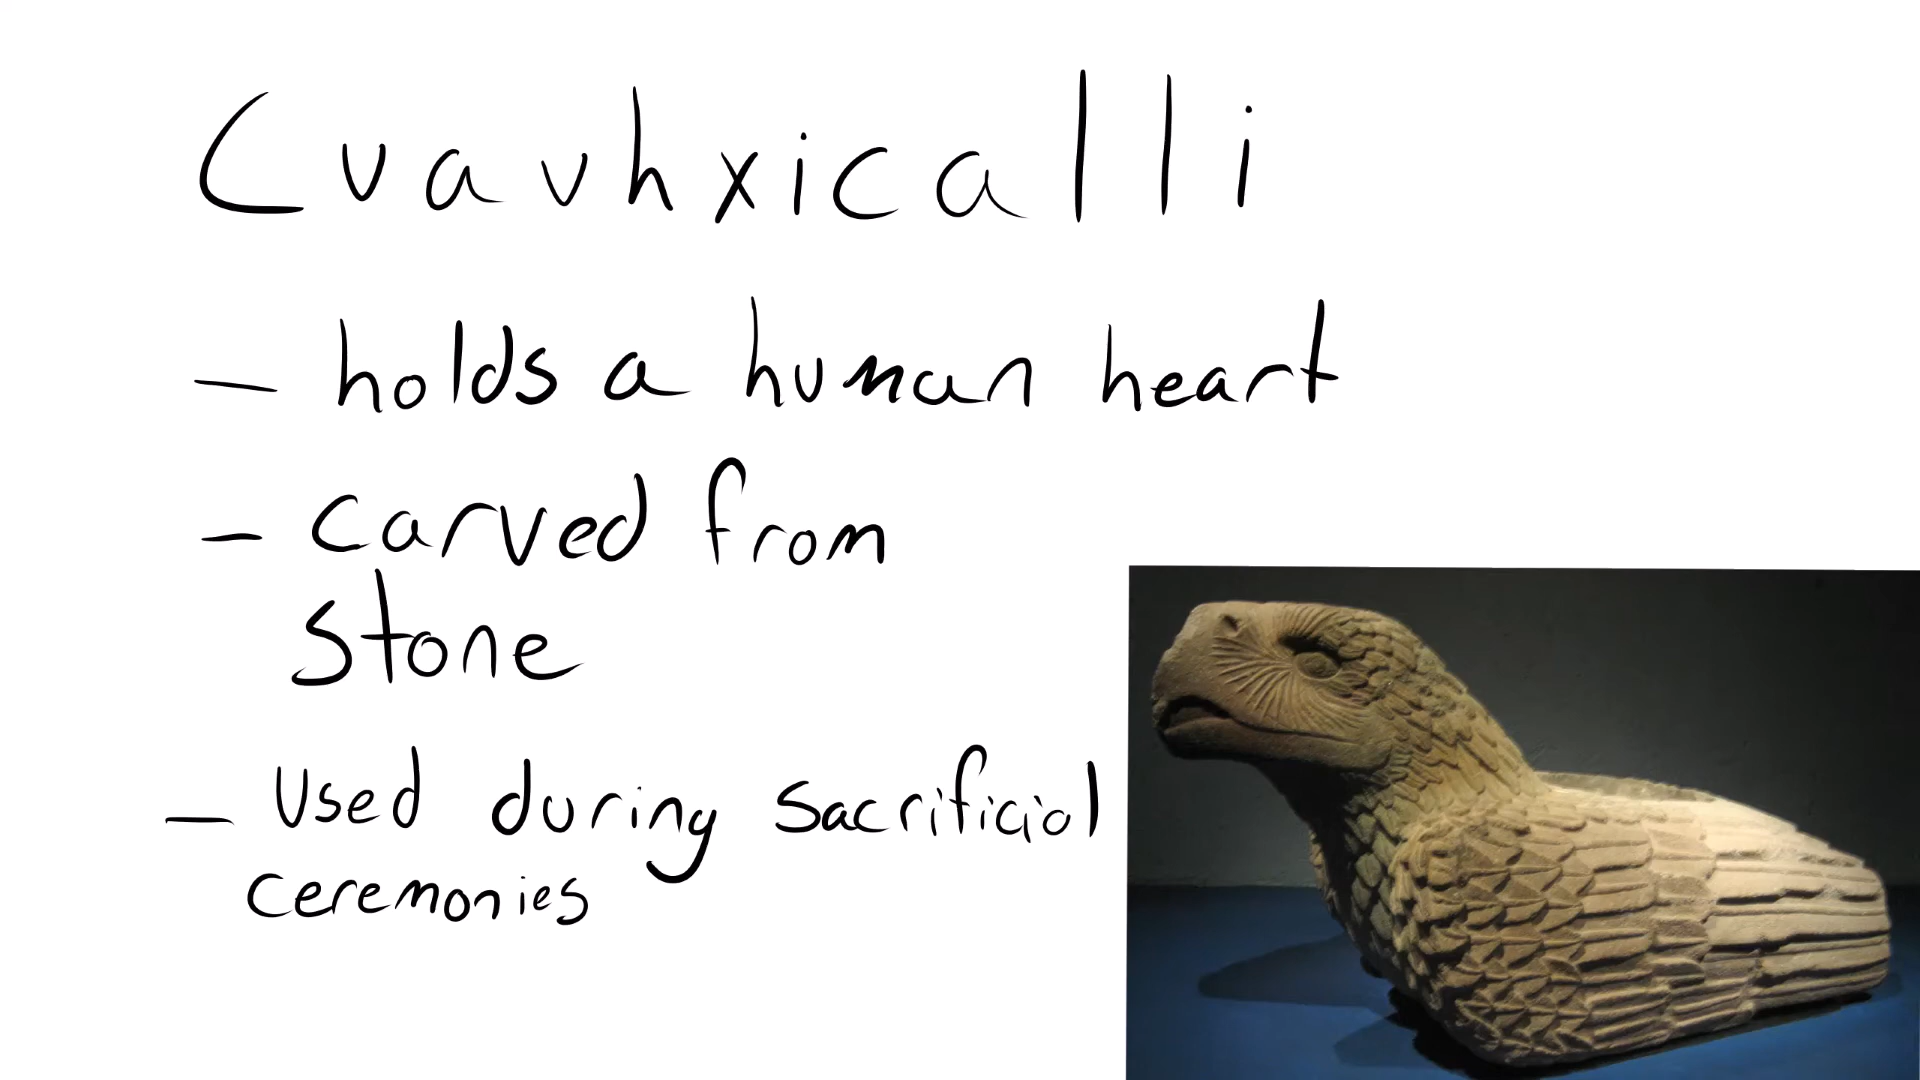 Cuauhxicalli
- holds a human heart
- carved from
stone
- Used during sacrificial
ceremonies